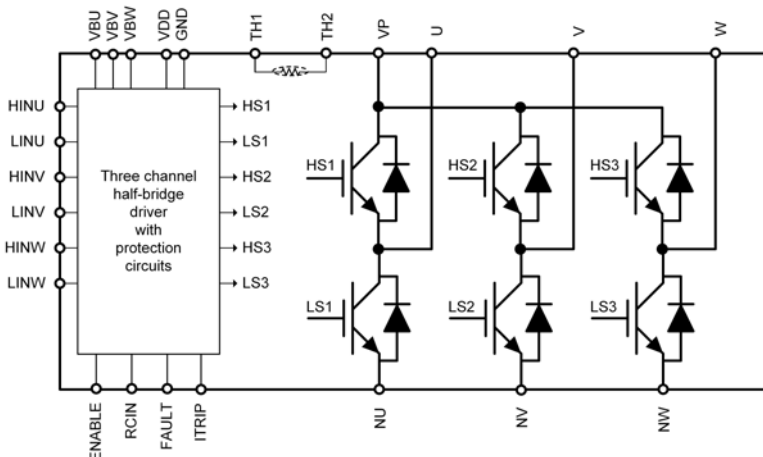 VBU
VBV
VBW
VDD
GND
TH1
TH2
VP
U
V
W
HINU
LINU
HINV
LINV
HINW
LINW
Three channel
half-bridge
driver
with
protection
circuits
HS1
LS1
HS2
LS2
HS3
LS3
HS1
HS2
HS3
LS1
LS2
LS3
ENABLE
RCIN
FAULT
ITRIP
NU
NV
NW